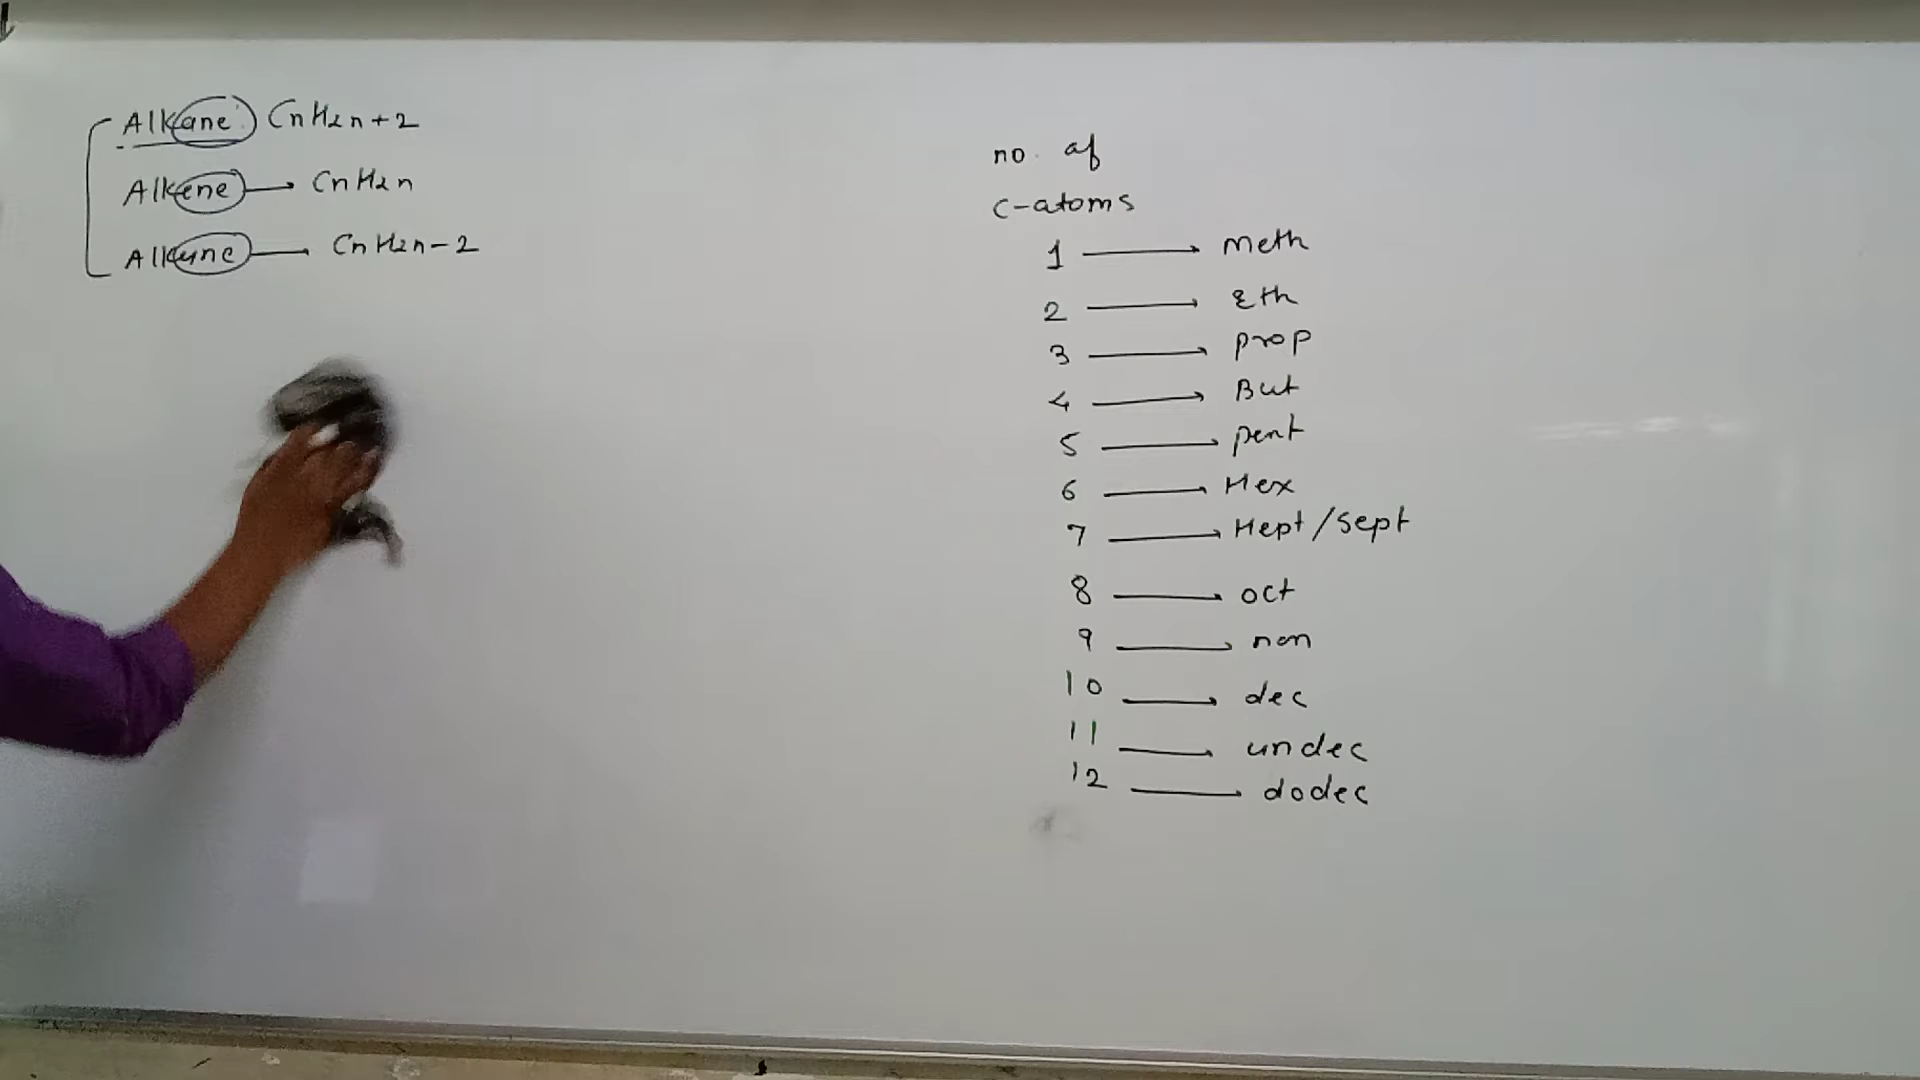 Alkane CnH2n+2
Alkene → CnH2n
Alkyne — CnH2n-2
no. of
C-atoms
1 → Meth
2 → Eth
3 → prop
4 → But
5 → pent
6 → Hex
7 → Hept/Sept
8 → oct
9 → non
10 → dec
11 → undec
12 → dodec